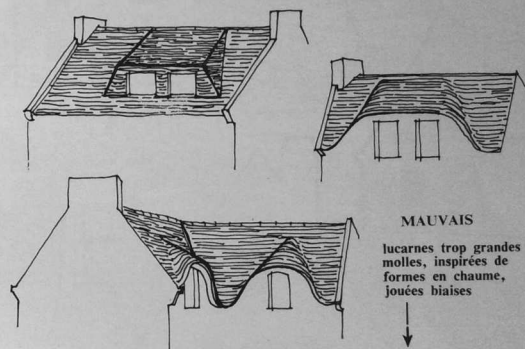 MAUVAIS
lucarnes trop grandes
molles, inspirées de
formes en chaume,
jouées biaises